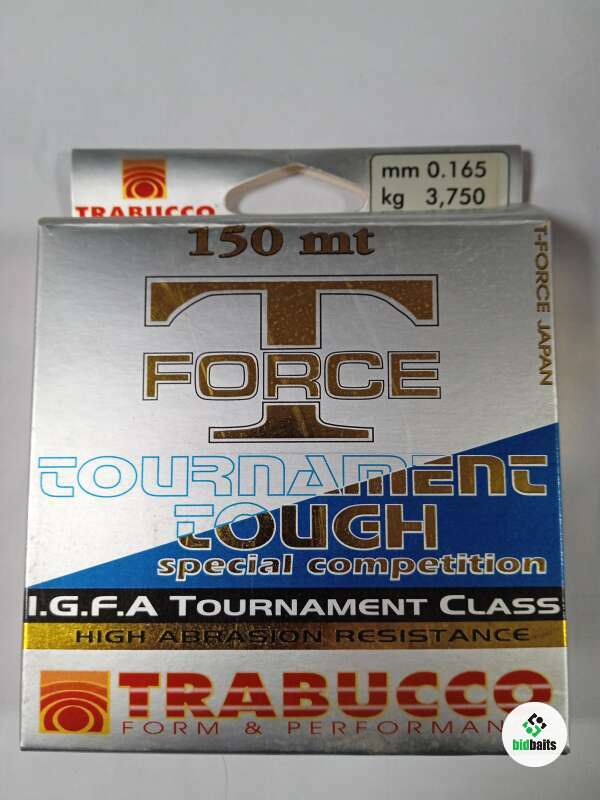 TRABUCCO
mm 0.165
kg 3,750
150 mt
T
FORCE
T-FORCE JAPAN
TOURNAMENT
TOUGH
special competition
I.G.F.A TOURNAMENT CLASS
HIGH ABRASION RESISTANCE
TRABUCCO
FORM & PERFORMAN
bidbaits